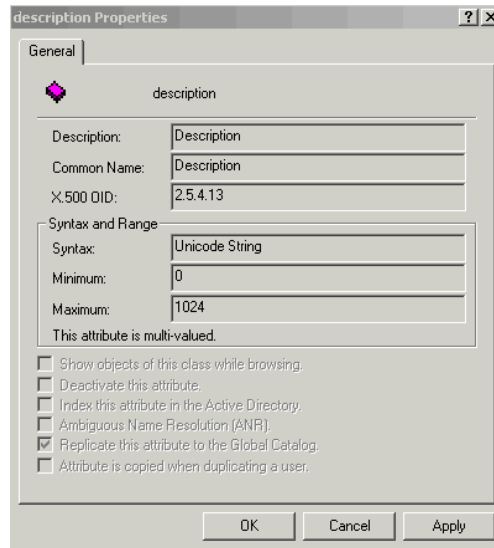 description Properties
General
description
Description: Description
Common Name: Description
X.500 OID: 2.5.4.13
Syntax and Range
Syntax: Unicode String
Minimum: 0
Maximum: 1024
This attribute is multi-valued.
Show objects of this class while browsing.
Deactivate this attribute.
Index this attribute in the Active Directory.
Ambiguous Name Resolution (ANR).
Replicate this attribute to the Global Catalog.
Attribute is copied when duplicating a user.
OK Cancel Apply